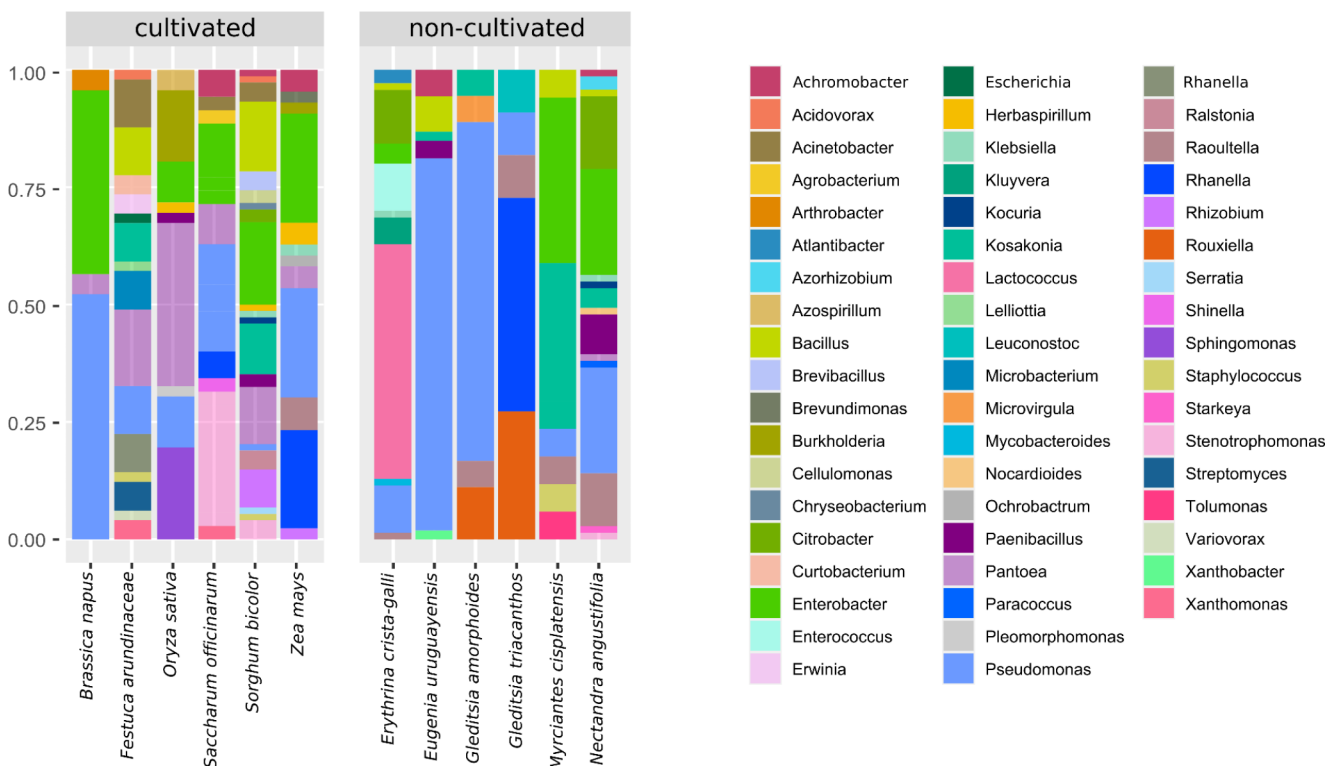 cultivated
non-cultivated
1.00
0.75
0.50
0.25
0.00
Brassica napus
Festuca arundinaceae
Oryza sativa
Saccharum officinarum
Sorghum bicolor
Zea mays
Erythrina crista-galli
Eugenia uruguayensis
Gleditsia amorphoides
Gleditsia triacanthos
Myrciantes cisplatensis
Nectandra angustifolia
Achromobacter
Acidovorax
Acinetobacter
Agrobacterium
Arthrobacter
Atlantibacter
Azorhizobium
Azospirillum
Bacillus
Brevibacillus
Brevundimonas
Burkholderia
Cellulomonas
Chryseobacterium
Citrobacter
Curtobacterium
Enterobacter
Enterococcus
Erwinia
Escherichia
Herbaspirillum
Klebsiella
Kluyvera
Kocuria
Kosakonia
Lactococcus
Lelliottia
Leuconostoc
Microbacterium
Microvirgula
Mycobacteroides
Nocardioides
Ochrobactrum
Paenibacillus
Pantoea
Paracoccus
Pleomorphomonas
Pseudomonas
Rhanella
Ralstonia
Raoultella
Rhanella
Rhizobium
Rouxiella
Serratia
Shinella
Sphingomonas
Staphylococcus
Starkeya
Stenotrophomonas
Streptomyces
Tolumonas
Variovorax
Xanthobacter
Xanthomonas